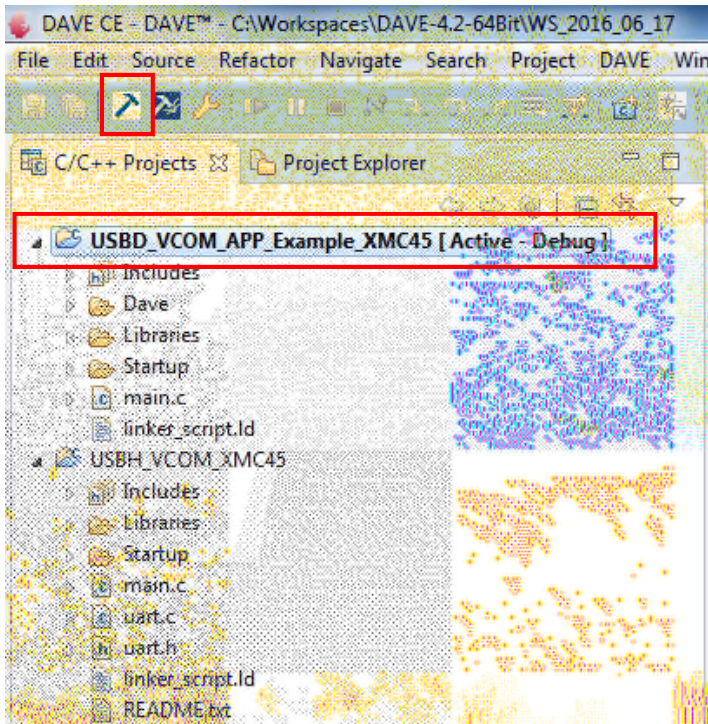 DAVE CE - DAVE™ - C:\Workspaces\DAVE-4.2-64Bit\WS_2016_06_17
File Edit Source Refactor Navigate Search Project DAVE Win
C/C++ Projects Project Explorer
USBD_VCOM_APP_Example_XMC45 [ Active - Debug ]
Includes
Dave
Libraries
Startup
main.c
linker_script.ld
USBH_VCOM_XMC45
Includes
Libraries
Startup
main.c
uart.c
uart.h
linker_script.ld
README.txt